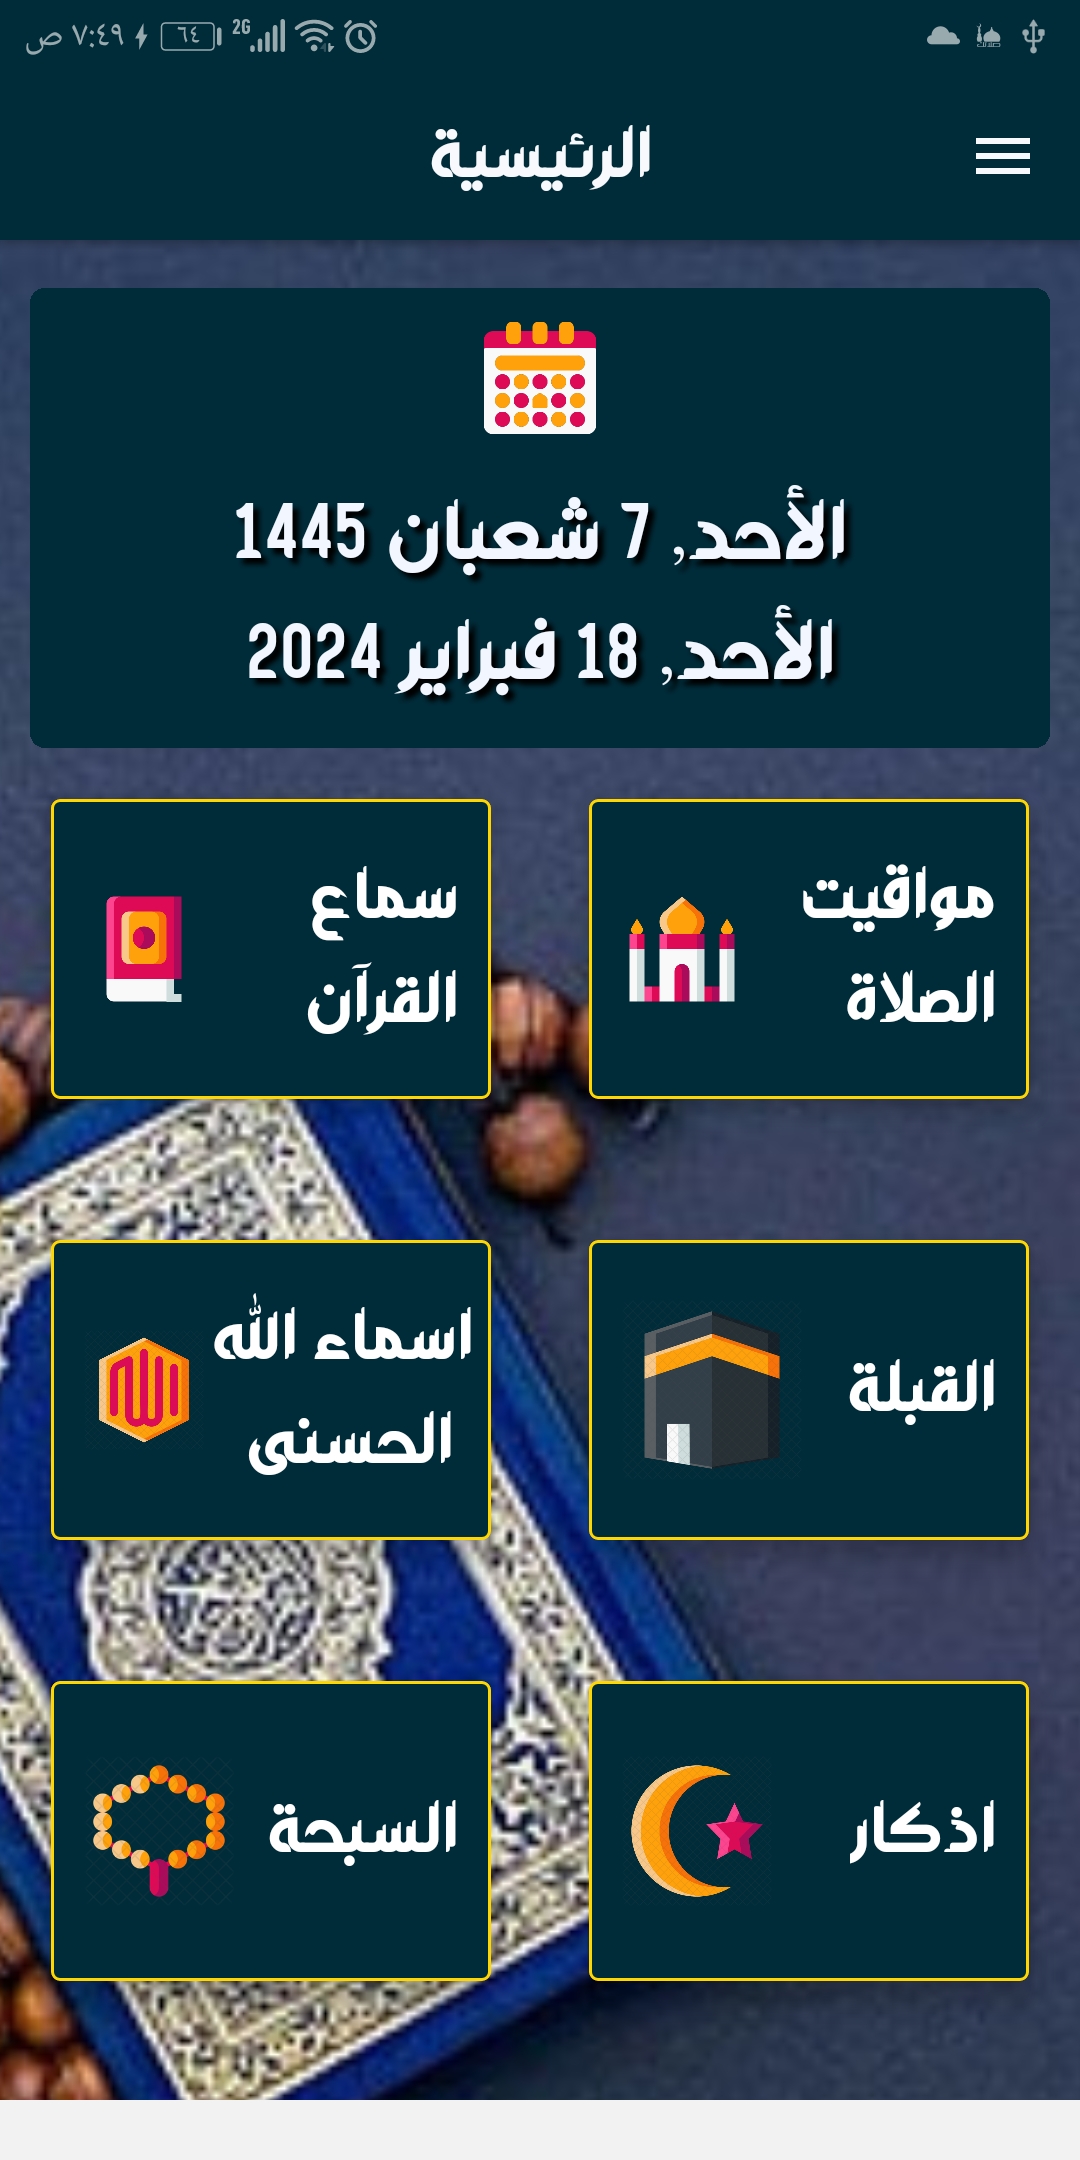 ٧:٤٩ ص
٦٤
2G
الرئيسية
الأحد, 7 شعبان 1445
الأحد, 18 فبراير 2024
مواقيت
الصلاة
سماع
القرآن
القبلة
اسماء الله
الحسنى
اذكار
السبحة